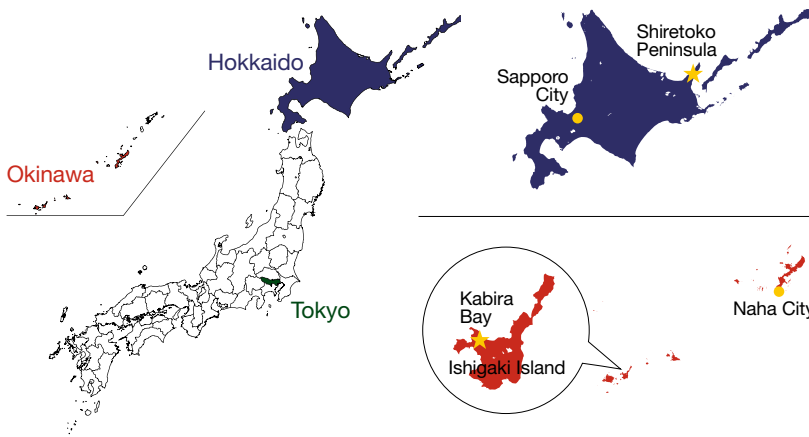 Hokkaido
Okinawa
Tokyo
Shiretoko
Peninsula
Sapporo
City
Kabira
Bay
Ishigaki Island
Naha City